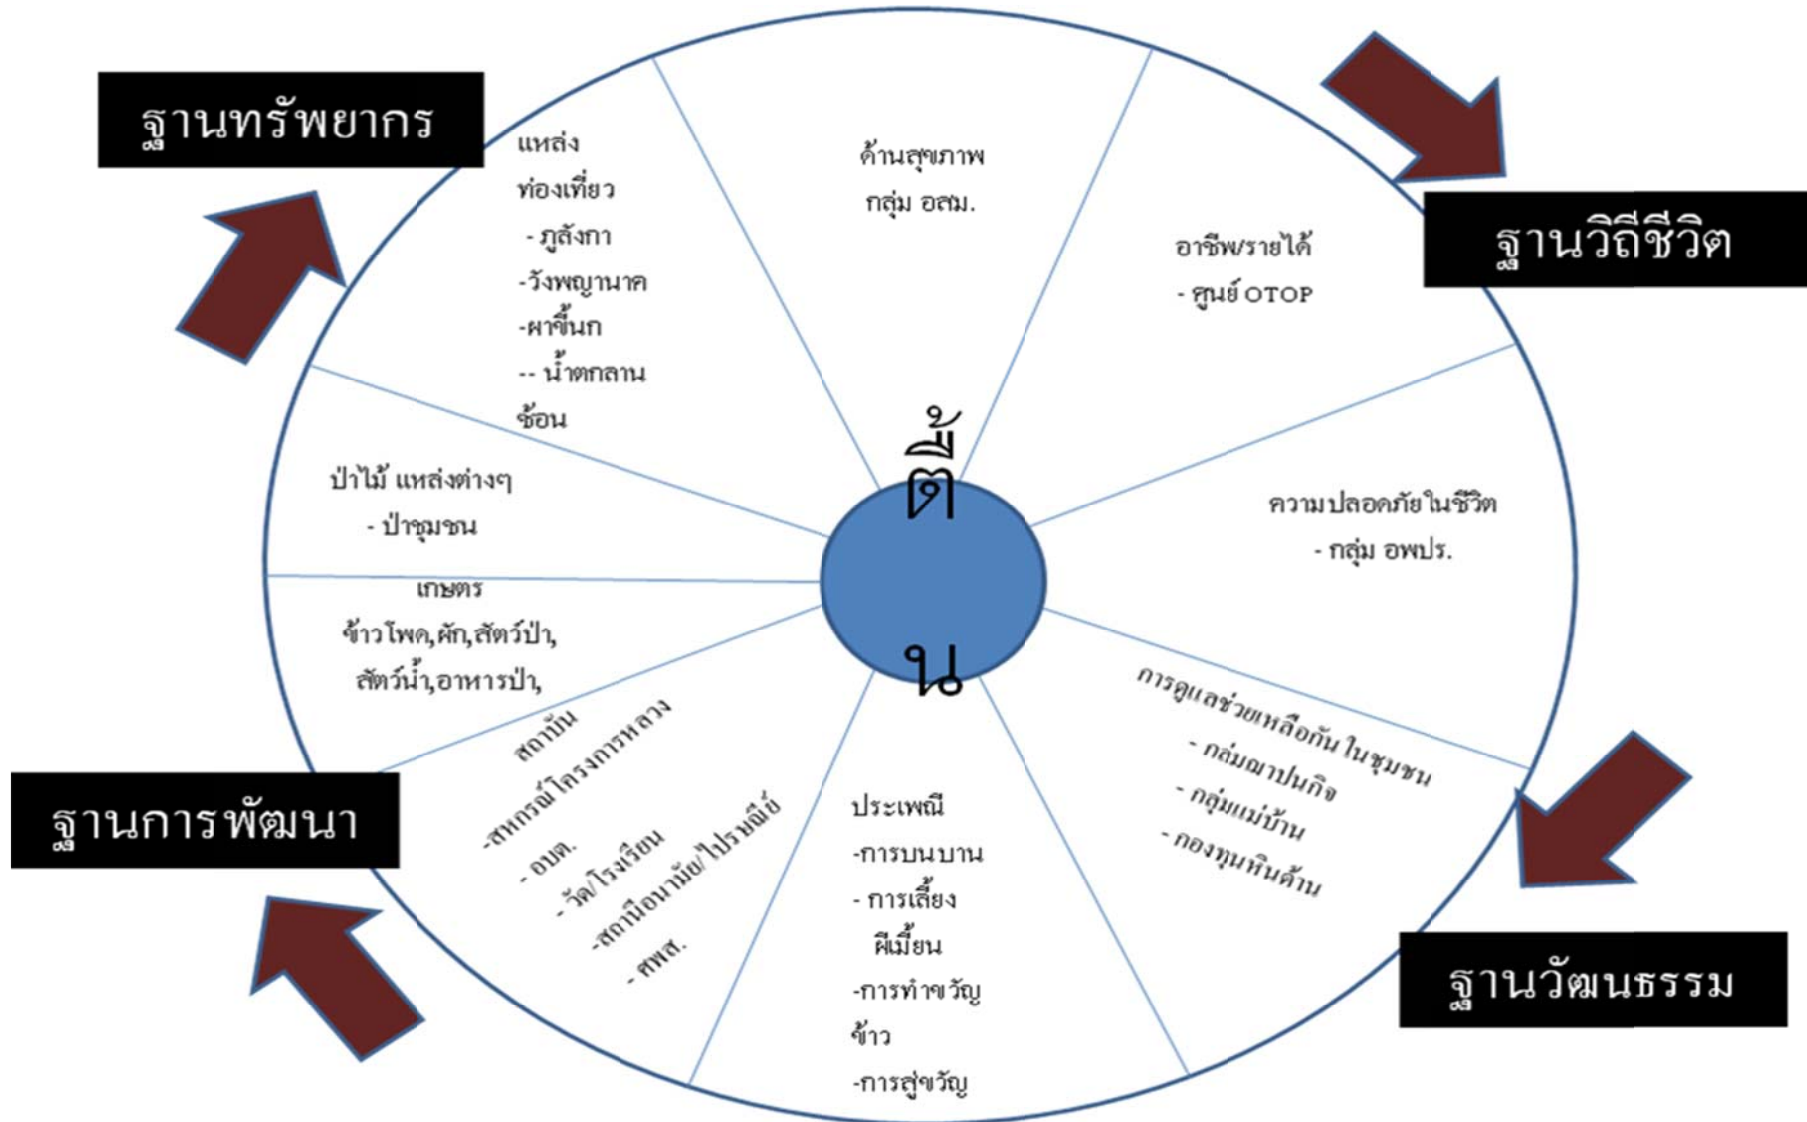 ฐานทรัพยากร
แหล่ง
ท่องเที่ยว
- ภูลังกา
-วังพญานาค
-ผาขี้นก
-- น้ำตกลาน
ซ้อน
ด้านสุขภาพ
กลุ่ม อสม.
อาชีพ/รายได้
- ศูนย์ OTOP
ฐานวิถีชีวิต
ความปลอดภัยในชีวิต
- กลุ่ม อพปร.
การดูแลช่วยเหลือกันในชุมชน
- กลุ่มฌาปนกิจ
- กลุ่มแม่บ้าน
- กองทุนหินด้าน
ฐานวัฒนธรรม
ประเพณี
-การบนบาน
- การเลี้ยง
ผีเมี้ยน
-การทำขวัญ
ข้าว
-การสู่ขวัญ
สถาบัน
-สหกรณ์โครงการหลวง
- อบต.
- วัด/โรงเรียน
-สถานีอนามัย/ไปรษณีย์
- ศพส.
ฐานการพัฒนา
เกษตร
ข้าวโพด,ผัก,สัตว์ป่า,
สัตว์น้ำ,อาหารป่า,
ป่าไม้ แหล่งต่างๆ
- ป่าชุมชน
ตื้
น